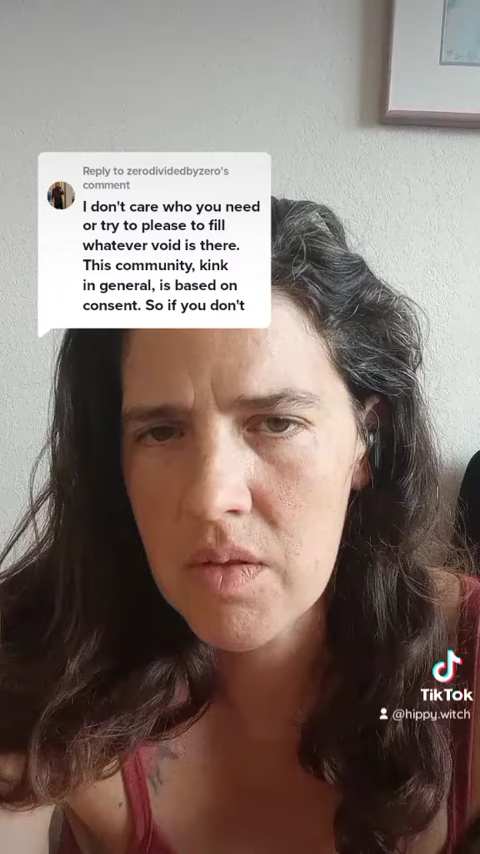 Reply to zerodividedbyzero's
comment
I don't care who you need
or try to please to fill
whatever void is there.
This community, kink
in general, is based on
consent. So if you don't
TikTok
@hippy.witch